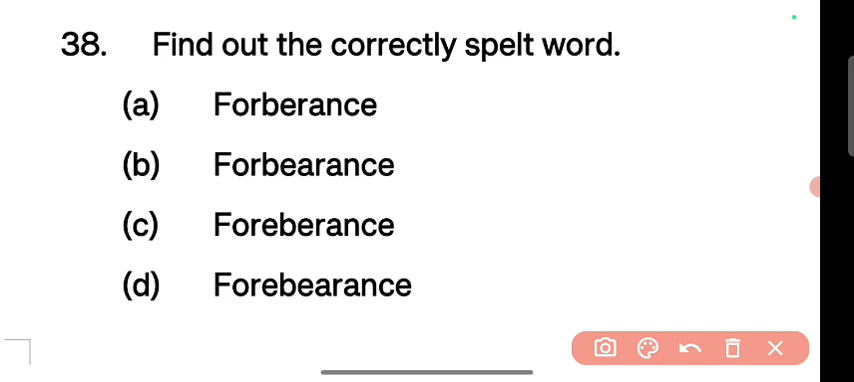 38. Find out the correctly spelt word.
(a) Forberance
(b) Forbearance
(c) Foreberance
(d) Forebearance